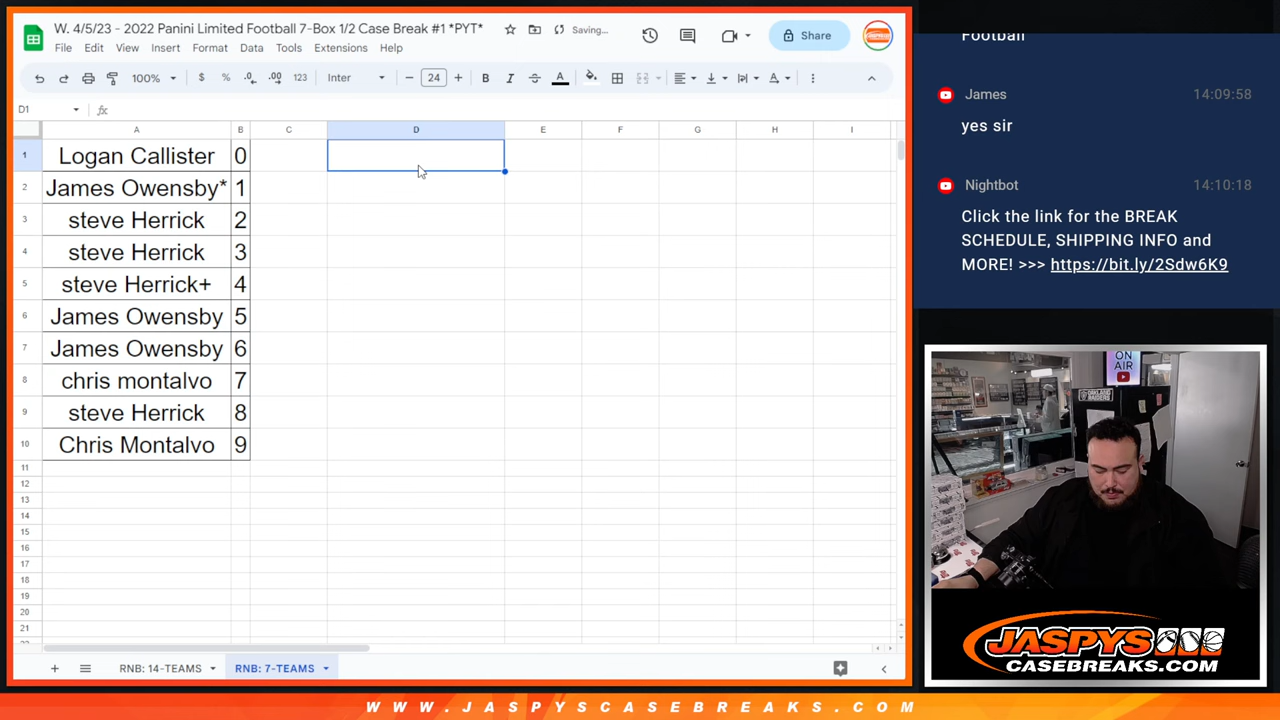 W. 4/5/23 - 2022 Panini Limited Football 7-Box 1/2 Case Break #1 *PYT*
Saving...
Share
File Edit View Insert Format Data Tools Extensions Help
100% $ % .0 .00 123 Inter 24 B I S A
D1 fx
A B C D E F G H I
1 Logan Callister 0
2 James Owensby* 1
3 steve Herrick 2
4 steve Herrick 3
5 steve Herrick+ 4
6 James Owensby 5
7 James Owensby 6
8 chris montalvo 7
9 steve Herrick 8
10 Chris Montalvo 9
11
12
13
14
15
16
17
18
19
20
21
RNB: 14-TEAMS RNB: 7-TEAMS
Football
James 14:09:58
yes sir
Nightbot 14:10:18
Click the link for the BREAK
SCHEDULE, SHIPPING INFO and
MORE! >>> https://bit.ly/2Sdw6K9
ON
AIR
OAKLAND
RAIDERS
JASPYS
CASEBREAKS.COM
WWW.JASPYSCASEBREAKS.COM